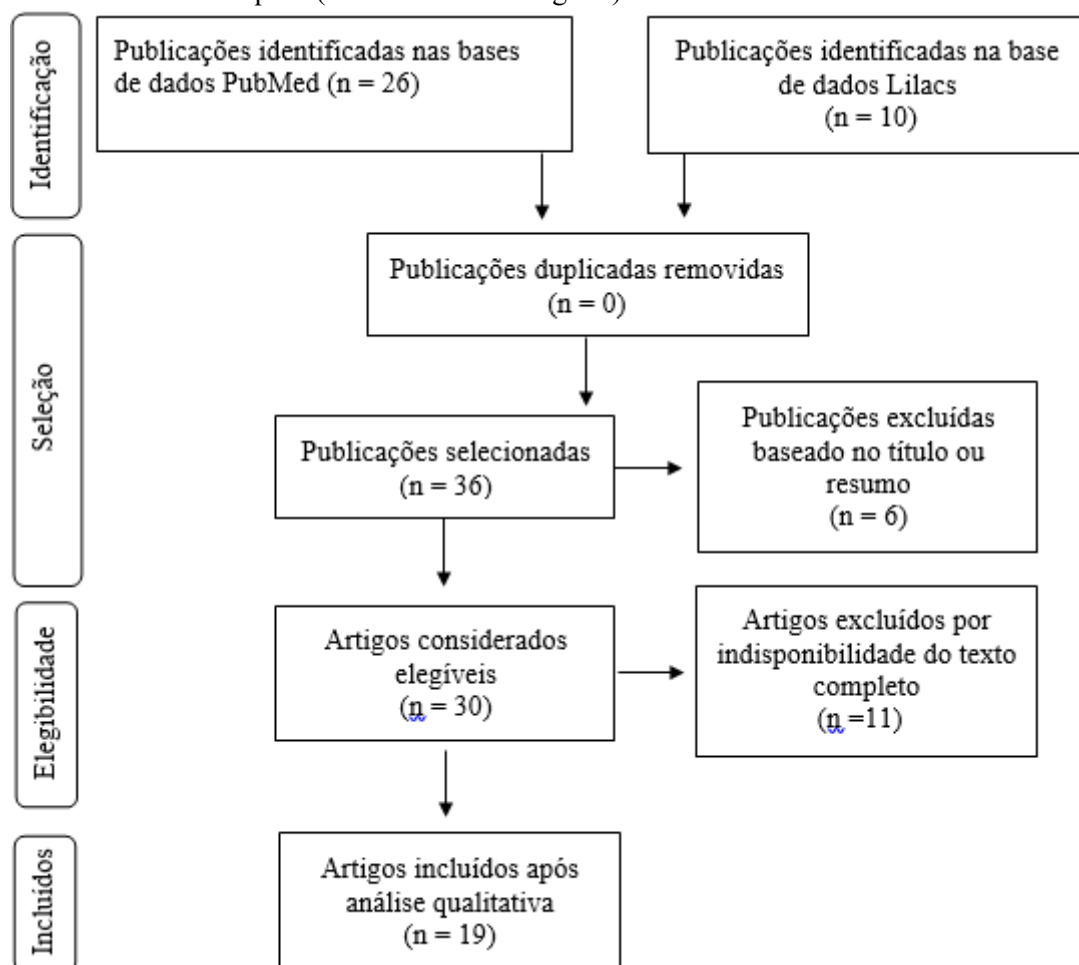 Identificação
Publicações identificadas nas bases
de dados PubMed (n = 26)
Publicações identificadas na base
de dados Lilacs
(n = 10)
Seleção
Publicações duplicadas removidas
(n = 0)
Publicações selecionadas
(n = 36)
Publicações excluídas
baseado no título ou
resumo
(n = 6)
Elegibilidade
Artigos considerados
elegíveis
(n = 30)
Artigos excluídos por
indisponibilidade do texto
completo
(n =11)
Incluídos
Artigos incluídos após
análise qualitativa
(n = 19)